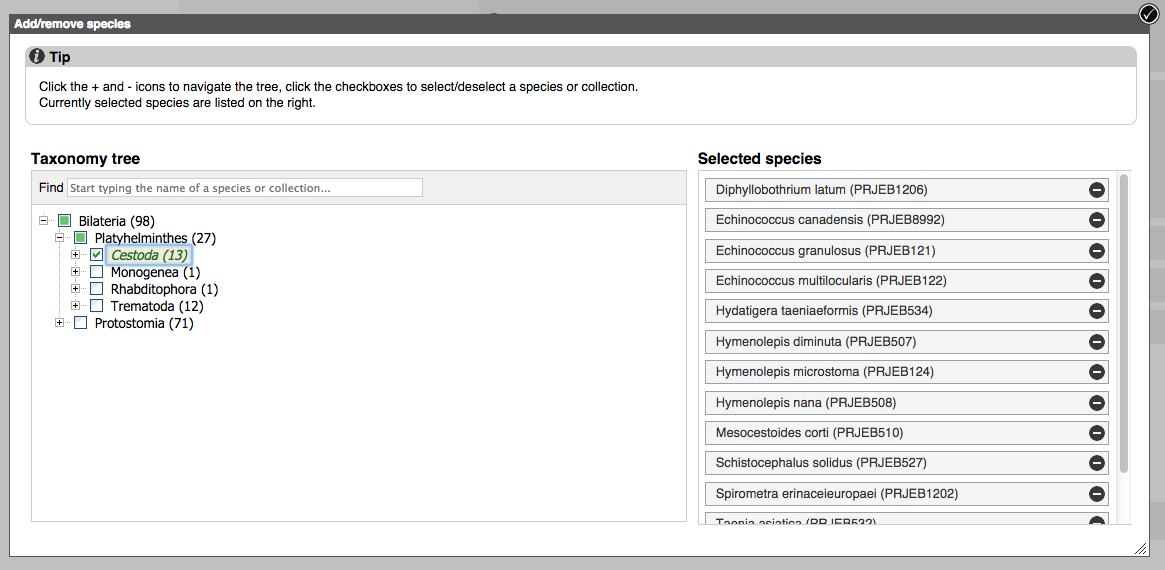 Add/remove species
Tip
Click the + and - icons to navigate the tree, click the checkboxes to select/deselect a species or collection.
Currently selected species are listed on the right.
Taxonomy tree
Find Start typing the name of a species or collection...
Bilateria (98)
Platyhelminthes (27)
Cestoda (13)
Monogenea (1)
Rhabditophora (1)
Trematoda (12)
Protostomia (71)
Selected species
Diphyllobothrium latum (PRJEB1206)
Echinococcus canadensis (PRJEB8992)
Echinococcus granulosus (PRJEB121)
Echinococcus multilocularis (PRJEB122)
Hydatigera taeniaeformis (PRJEB534)
Hymenolepis diminuta (PRJEB507)
Hymenolepis microstoma (PRJEB124)
Hymenolepis nana (PRJEB508)
Mesocestoides corti (PRJEB510)
Schistocephalus solidus (PRJEB527)
Spirometra erinaceieuropaei (PRJEB1202)
Taenia asiatica (PRJEB532)